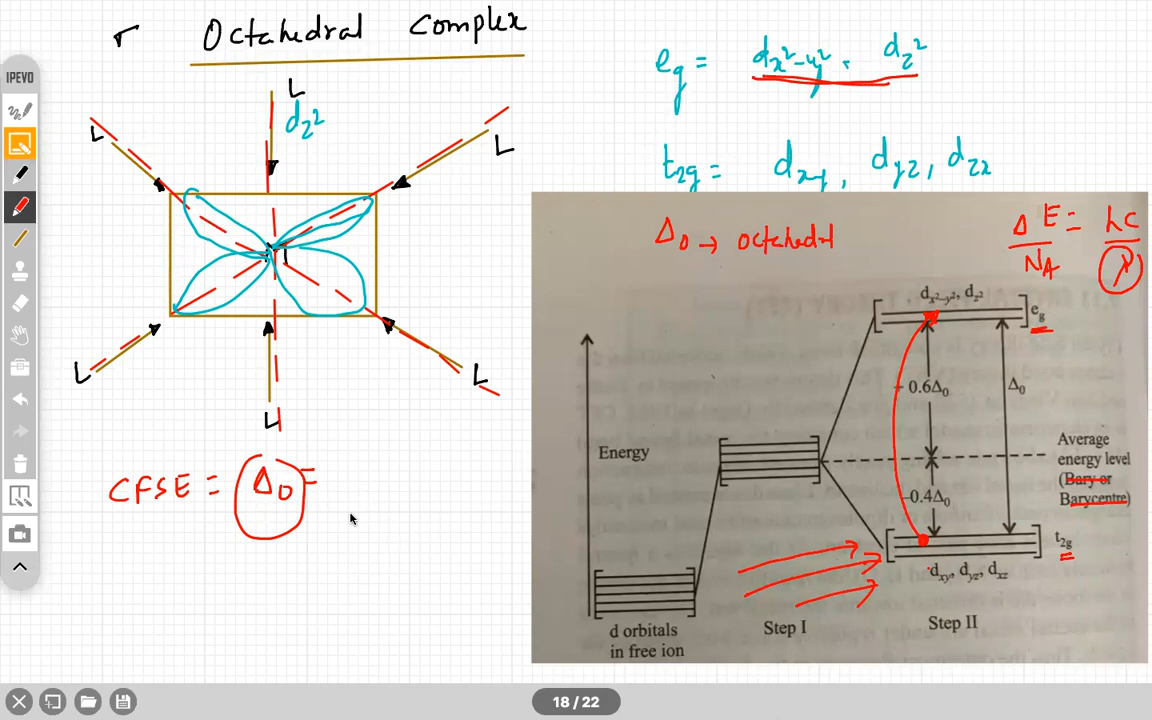 Octahedral Complex
IPEVO
L
dz²
L
L
L
L
L
CFSE = Δ₀ =
eg = dx²-y², dz²
t2g = dxy, dyz, dzx
Δ₀ → octahedral
ΔE/NA = hc/λ
dx²-y², dz²
eg
0.6Δ₀
Δ₀
Energy
Average
energy level
(Bary or
Barycentre)
-0.4Δ₀
t2g
dxy, dyz, dxz
d orbitals
in free ion
Step I
Step II
18 / 22